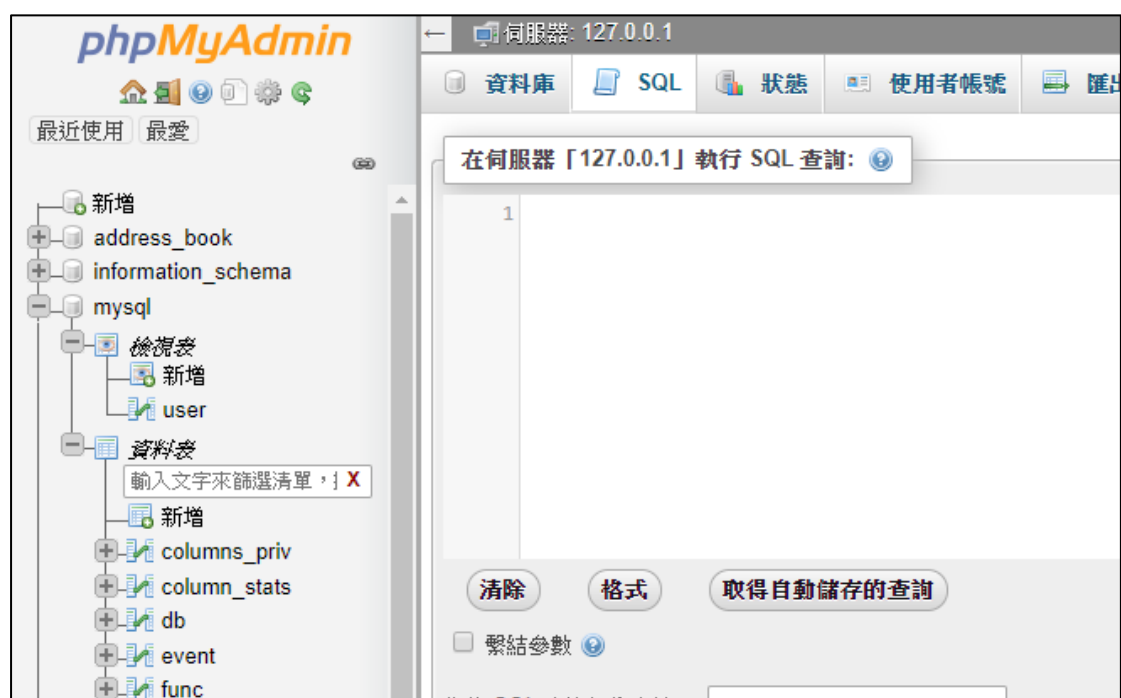 phpMyAdmin
最近使用 最愛
新增
address_book
information_schema
mysql
檢視表
新增
user
資料表
輸入文字來篩選清單，
X
新增
columns_priv
column_stats
db
event
func
← 伺服器: 127.0.0.1
資料庫 SQL 狀態 使用者帳號 匯出
在伺服器「127.0.0.1」執行 SQL 查詢:
1
清除 格式 取得自動儲存的查詢
繫結參數